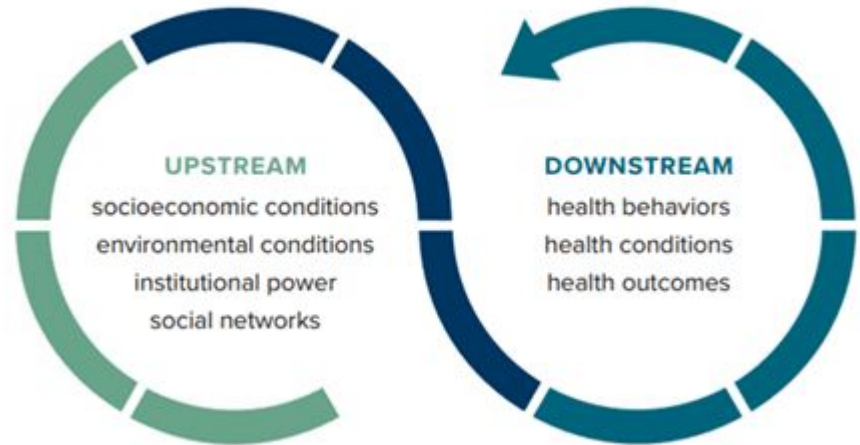 UPSTREAM
socioeconomic conditions
environmental conditions
institutional power
social networks
DOWNSTREAM
health behaviors
health conditions
health outcomes